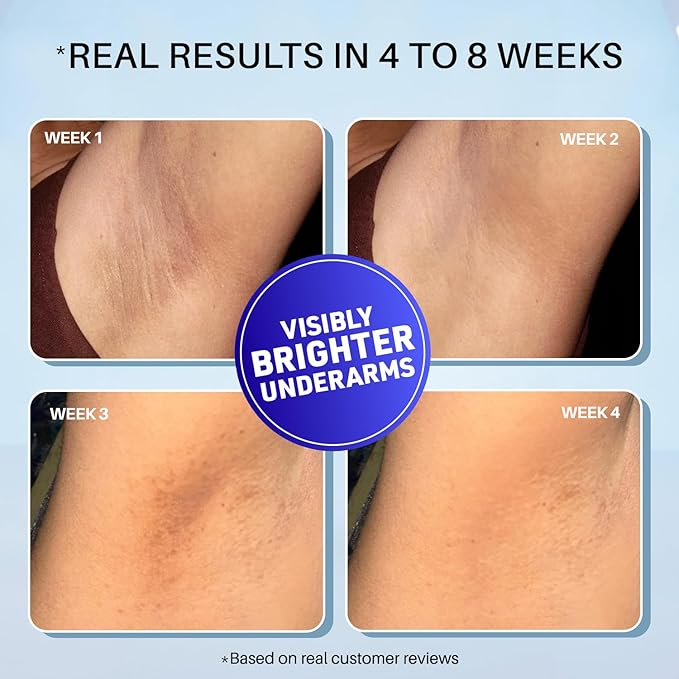 *REAL RESULTS IN 4 TO 8 WEEKS
WEEK 1
WEEK 2
VISIBLY
BRIGHTER
UNDERARMS
WEEK 3
WEEK 4
*Based on real customer reviews